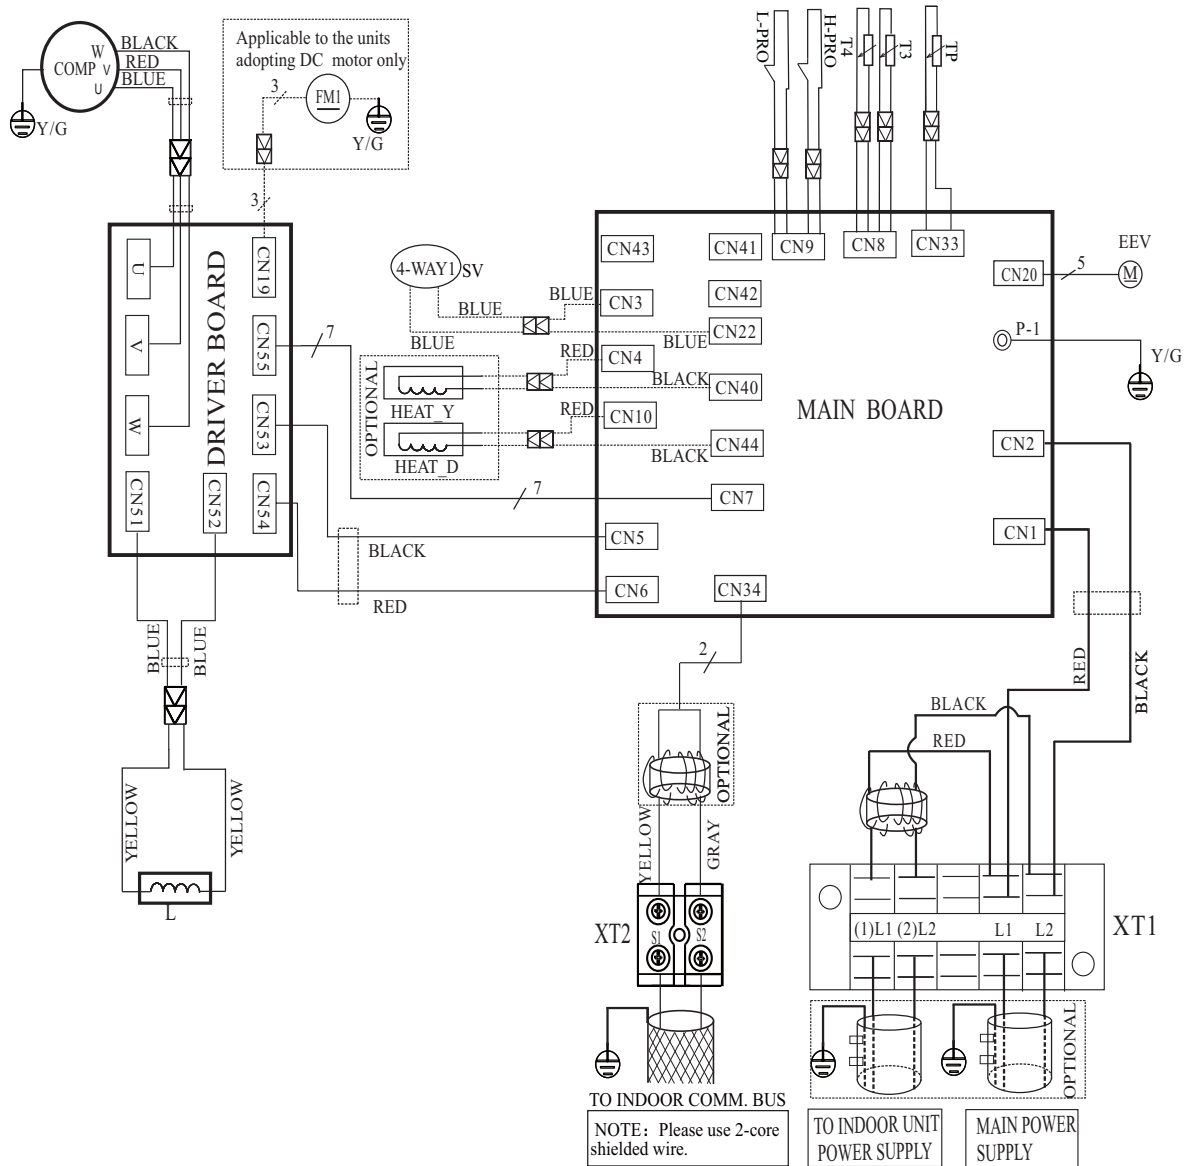 BLACK
W
RED
COMP V
BLUE
U
Y/G
Applicable to the units
adopting DC motor only
3
FM1
Y/G
3
L-PRO
H-PRO
T4
T3
TP
CN43
CN41
CN9
CN8
CN33
EEV
CN20
5
M
4-WAY1
SV
BLUE
CN3
CN42
BLUE
BLUE
BLUE
CN22
P-1
Y/G
U
V
W
DRIVER BOARD
CN19
CN55
CN53
CN54
CN51
CN52
7
OPTIONAL
RED
CN4
BLACK
CN40
HEAT_Y
RED
CN10
BLACK
CN44
HEAT_D
MAIN BOARD
CN2
CN1
7
CN7
CN5
BLACK
CN6
RED
CN34
2
BLUE
BLUE
YELLOW
YELLOW
L
OPTIONAL
YELLOW
GRAY
RED
BLACK
BLACK
RED
XT2
S1
S2
(1)L1
(2)L2
L1
L2
XT1
OPTIONAL
TO INDOOR COMM. BUS
NOTE: Please use 2-core
shielded wire.
TO INDOOR UNIT
POWER SUPPLY
MAIN POWER
SUPPLY